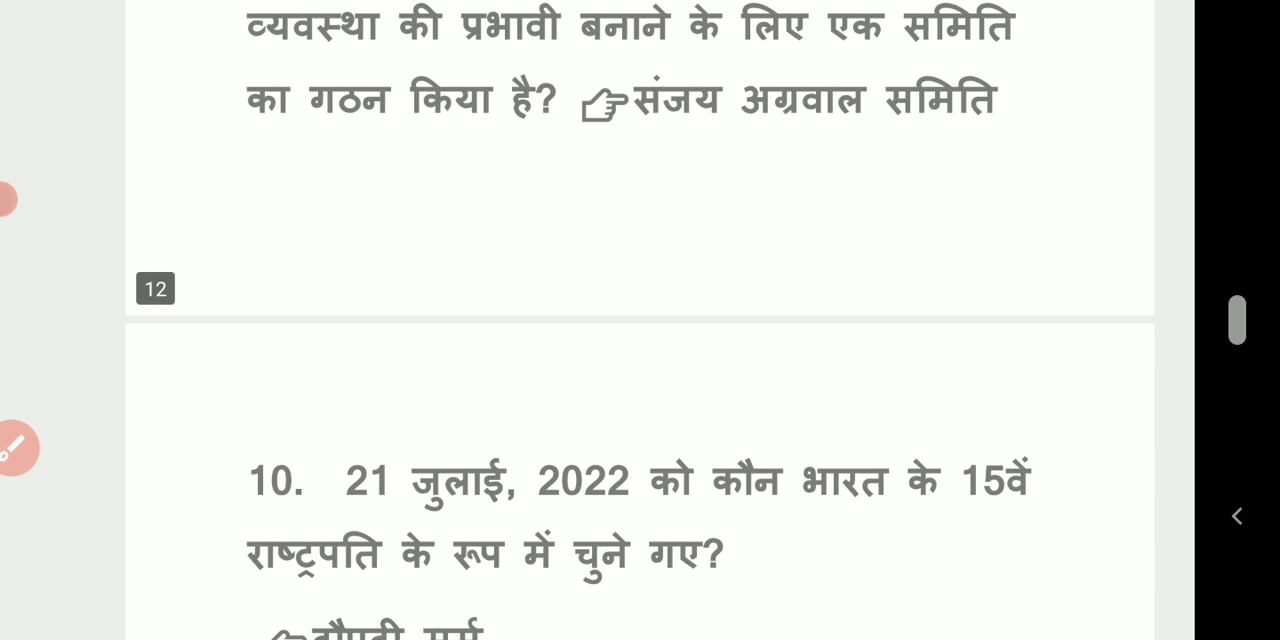 व्यवस्था की प्रभावी बनाने के लिए एक समिति
का गठन किया है? 👉संजय अग्रवाल समिति
12
10. 21 जुलाई, 2022 को कौन भारत के 15वें
राष्ट्रपति के रूप में चुने गए?